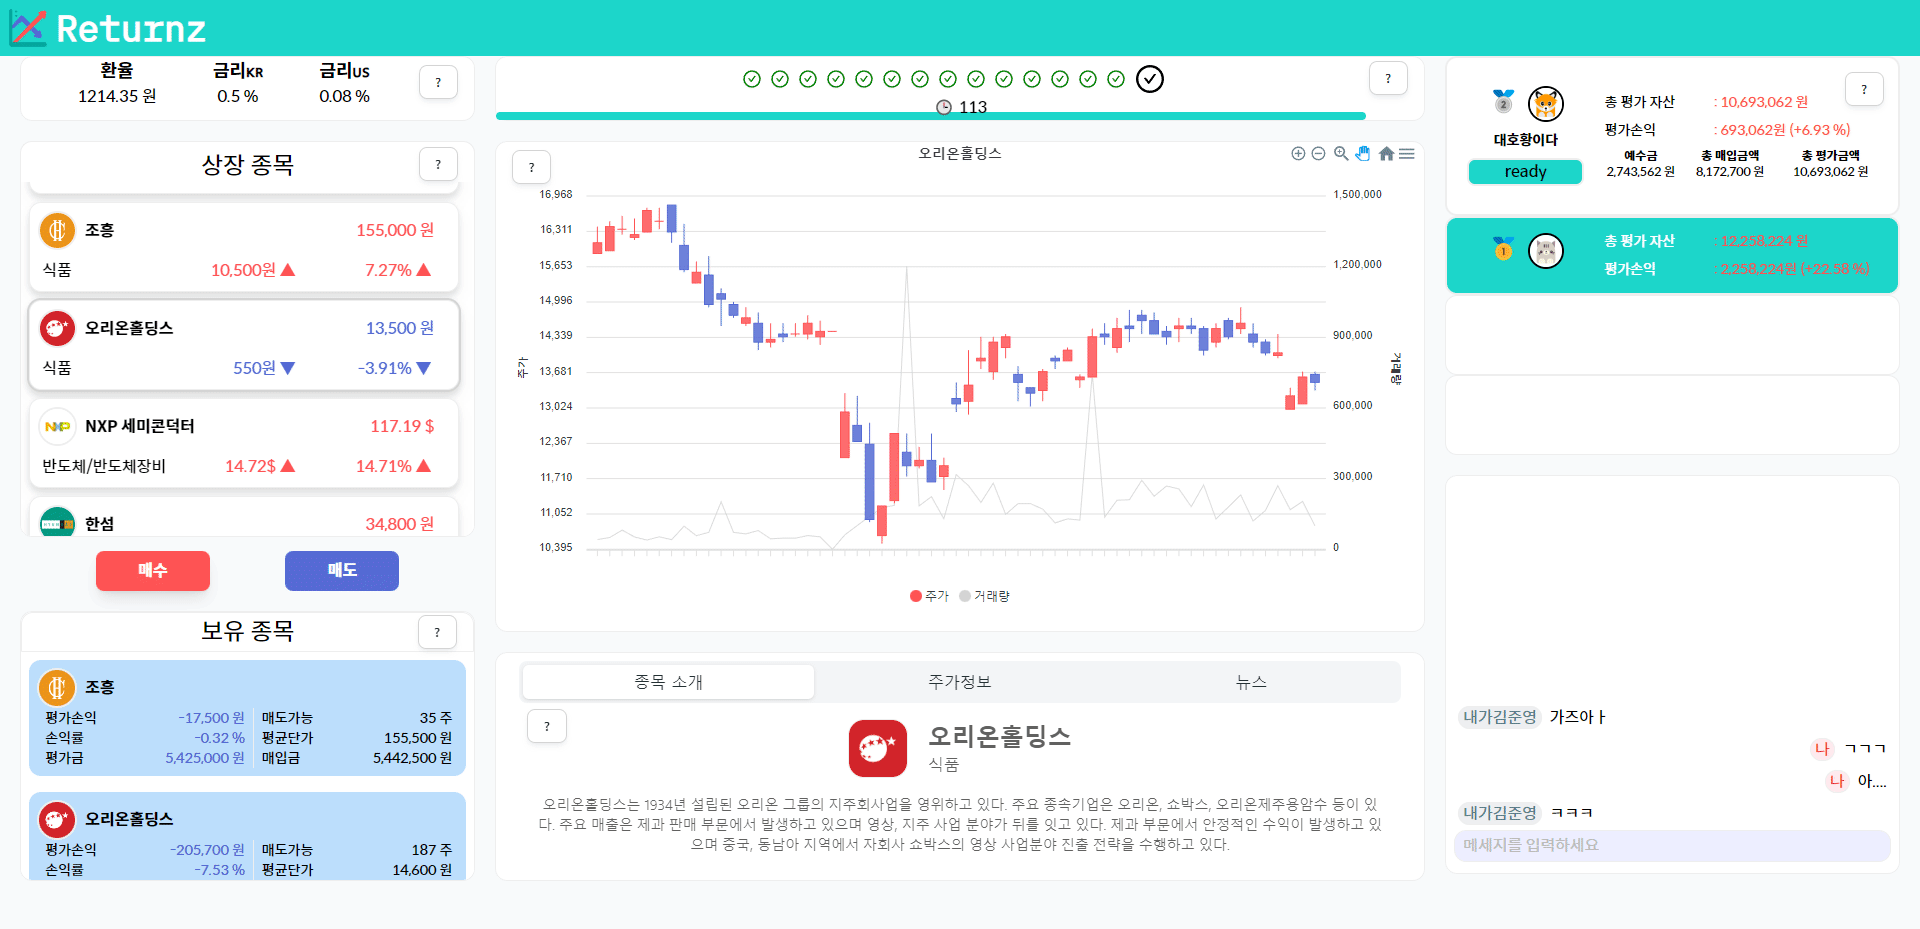 Returnz
환율
1214.35 원
금리KR
0.5 %
금리US
0.08 %
?
상장 종목
?
조흥
155,000 원
식품
10,500원 ▲
7.27% ▲
오리온홀딩스
13,500 원
식품
550원 ▼
-3.91% ▼
NXP 세미콘덕터
117.19 $
반도체/반도체장비
14.72$ ▲
14.71% ▲
한섬
34,800 원
매수
매도
보유 종목
?
조흥
평가손익 -17,500 원 매도가능 35 주
손익률 -0.32 % 평균단가 155,500 원
평가금 5,425,000 원 매입금 5,442,500 원
오리온홀딩스
평가손익 -205,700 원 매도가능 187 주
손익률 -7.53 % 평균단가 14,600 원
?
113
?
오리온홀딩스
16,968
16,311
15,653
14,996
14,339
13,681
13,024
12,367
11,710
11,052
10,395
주가
1,500,000
1,200,000
900,000
600,000
300,000
0
거래량
주가 거래량
종목 소개
주가정보
뉴스
?
오리온홀딩스
식품
오리온홀딩스는 1934년 설립된 오리온 그룹의 지주회사업을 영위하고 있다. 주요 종속기업은 오리온, 쇼박스, 오리온제주용암수 등이 있
다. 주요 매출은 제과 판매 부문에서 발생하고 있으며 영상, 지주 사업 분야가 뒤를 잇고 있다. 제과 부문에서 안정적인 수익이 발생하고 있
으며 중국, 동남아 지역에서 자회사 쇼박스의 영상 사업분야 진출 전략을 수행하고 있다.
2
대호황이다
ready
?
총 평가 자산 : 10,693,062 원
평가손익 : 693,062원 (+6.93 %)
예수금 총 매입금액 총 평가금액
2,743,562 원 8,172,700 원 10,693,062 원
1
총 평가 자산 : 12,258,224 원
평가손익 : 2,258,224원 (+22.58 %)
내가김준영 가즈아ㅏ
나 ㄱㄱㄱ
나 아....
내가김준영 ㅋㅋㅋ
메세지를 입력하세요